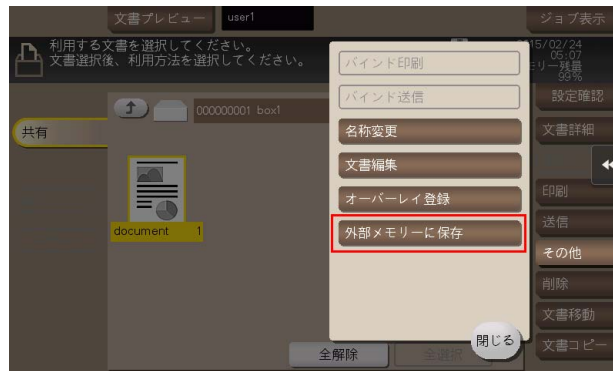 文書プレビュー
user1
ジョブ表示
利用する文書を選択してください。
文書選択後、利用方法を選択してください。
15/02/24
05:07
モリー残量
99%
000000001 box1
共有
document 1
バインド印刷
バインド送信
名称変更
文書編集
オーバーレイ登録
外部メモリーに保存
閉じる
設定確認
文書詳細
印刷
送信
その他
削除
文書移動
文書コピー
全解除
全選択